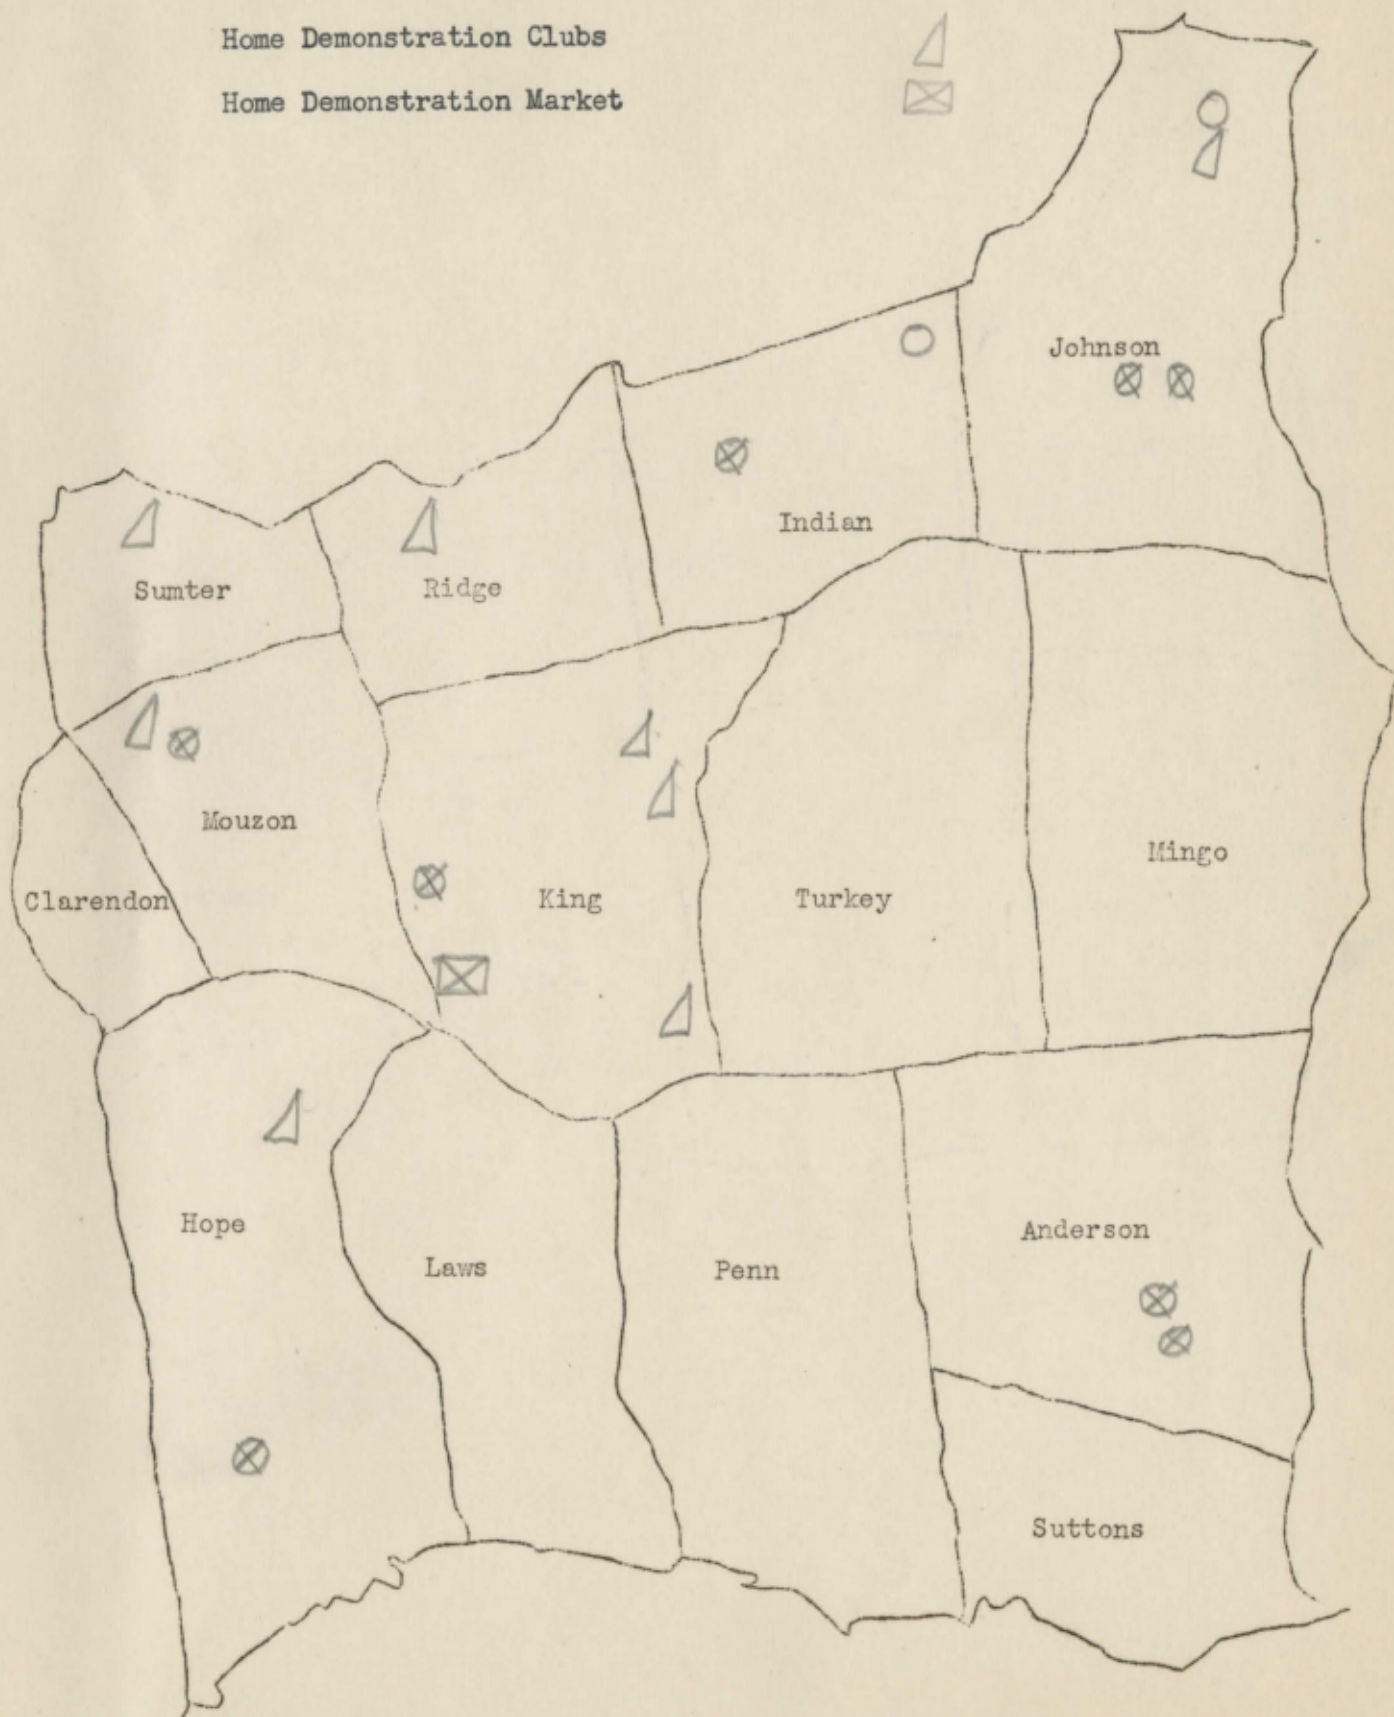 Home Demonstration Clubs
Home Demonstration Market
Johnson
Indian
Sumter
Ridge
Mouzon
Mingo
Clarendon
King
Turkey
Hope
Anderson
Laws
Penn
Suttons